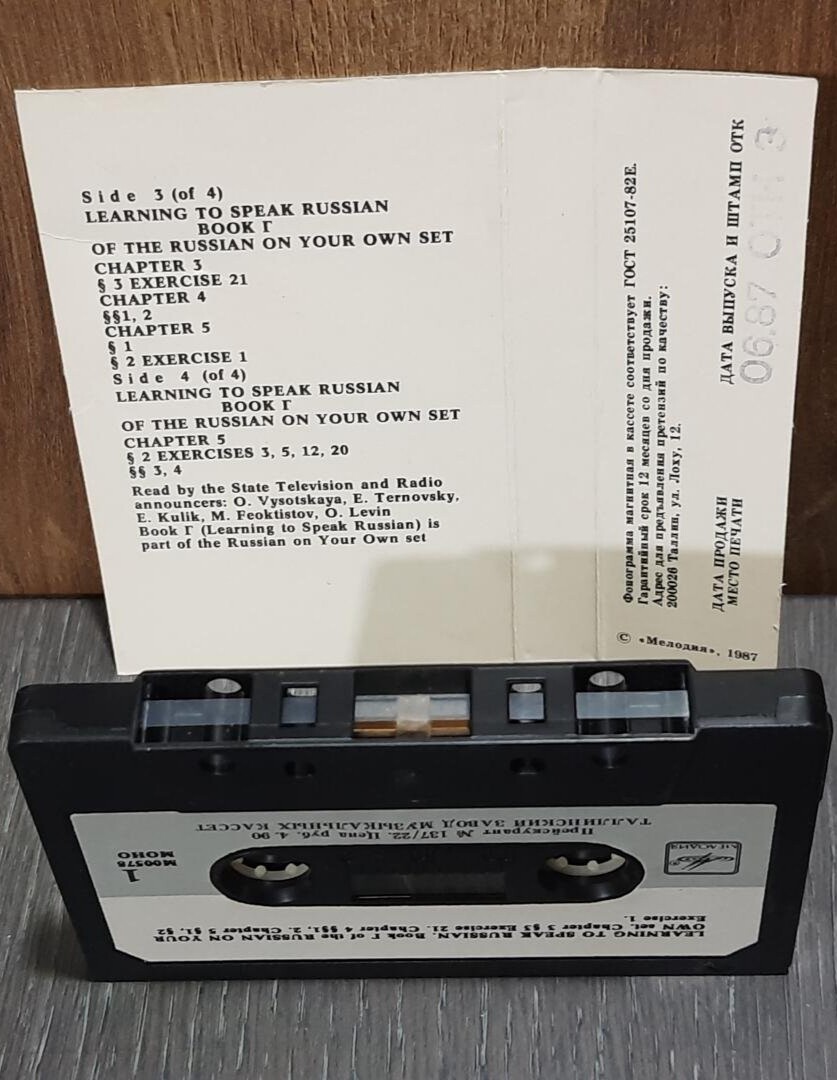 Side 3 (of 4)
LEARNING TO SPEAK RUSSIAN
BOOK Г
OF THE RUSSIAN ON YOUR OWN SET
CHAPTER 3
§ 3 EXERCISE 21
CHAPTER 4
§§1, 2
CHAPTER 5
§ 1
§ 2 EXERCISE 1
Side 4 (of 4)
LEARNING TO SPEAK RUSSIAN
BOOK Г
OF THE RUSSIAN ON YOUR OWN SET
CHAPTER 5
§ 2 EXERCISES 3, 5, 12, 20
§§ 3, 4
Read by the State Television and Radio
announcers: O. Vysotskaya, E. Ternovsky,
E. Kulik, M. Feoktistov, O. Levin
Book Г (Learning to Speak Russian) is
part of the Russian on Your Own set
Фонограмма магнитная в кассете соответствует ГОСТ 25107-82Е.
Гарантийный срок 12 месяцев со дня продажи.
Адрес для предъявления претензий по качеству:
200026 Таллин, ул. Лоху, 12.
ДАТА ВЫПУСКА И ШТАМП ОТК
06.87 ОТК 3
ДАТА ПРОДАЖИ
МЕСТО ПЕЧАТИ
© «Мелодия», 1987
LEARNING TO SPEAK RUSSIAN. Book Г of the RUSSIAN ON YOUR
OWN set. Chapter 3 §3 Exercise 21. Chapter 4 §§1, 2. Chapter 5 §1, §2
Exercise 1.
МЕЛОДИЯ
1
М00578
МОНО
Прейскурант № 137/22. Цена руб. 4. 90
ТАЛЛИНСКИЙ ЗАВОД МУЗЫКАЛЬНЫХ КАССЕТ